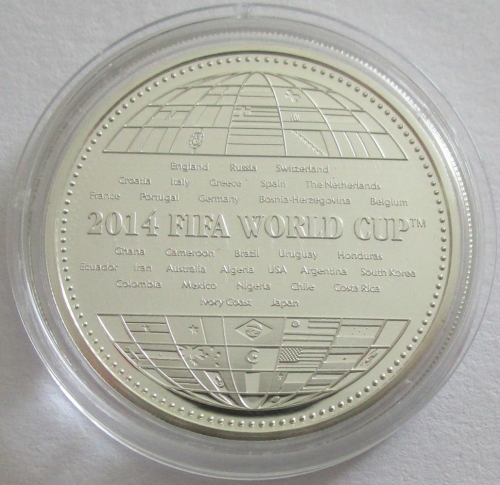 England Russia Switzerland
Croatia Italy Greece Spain The Netherlands
France Portugal Germany Bosnia-Herzegovina Belgium
2014 FIFA WORLD CUP™
Ghana Cameroon Brazil Uruguay Honduras
Ecuador Iran Australia Algeria USA Argentina South Korea
Colombia Mexico Nigeria Chile Costa Rica
Ivory Coast Japan